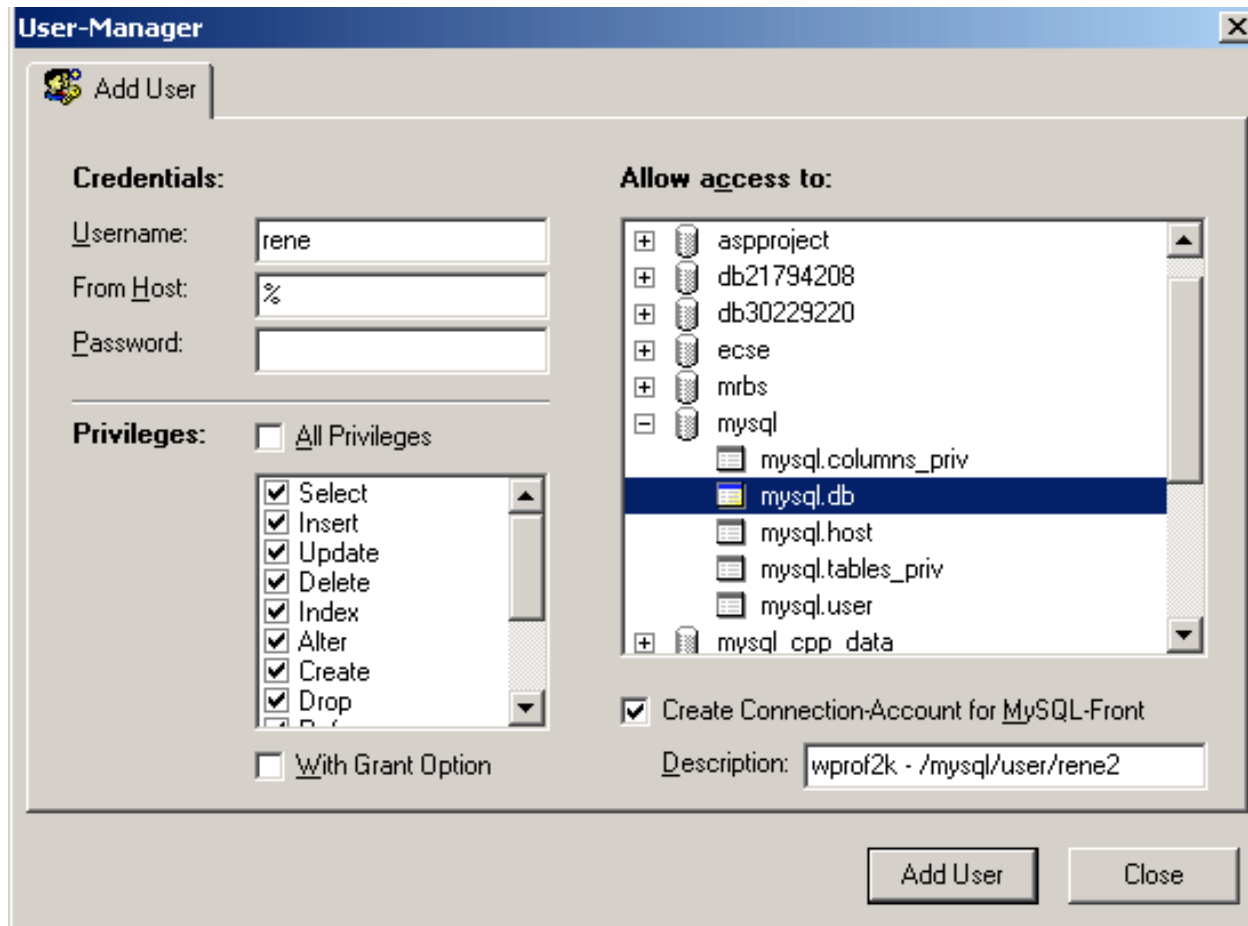 User-Manager
Add User
Credentials:
Username:
rene
From Host:
%
Password:
Privileges:
All Privileges
Select
Insert
Update
Delete
Index
Alter
Create
Drop
With Grant Option
Allow access to:
aspproject
db21794208
db30229220
ecse
mrbs
mysql
mysql.columns_priv
mysql.db
mysql.host
mysql.tables_priv
mysql.user
mysql_cpp_data
Create Connection-Account for MySQL-Front
Description:
wprof2k - /mysql/user/rene2
Add User
Close